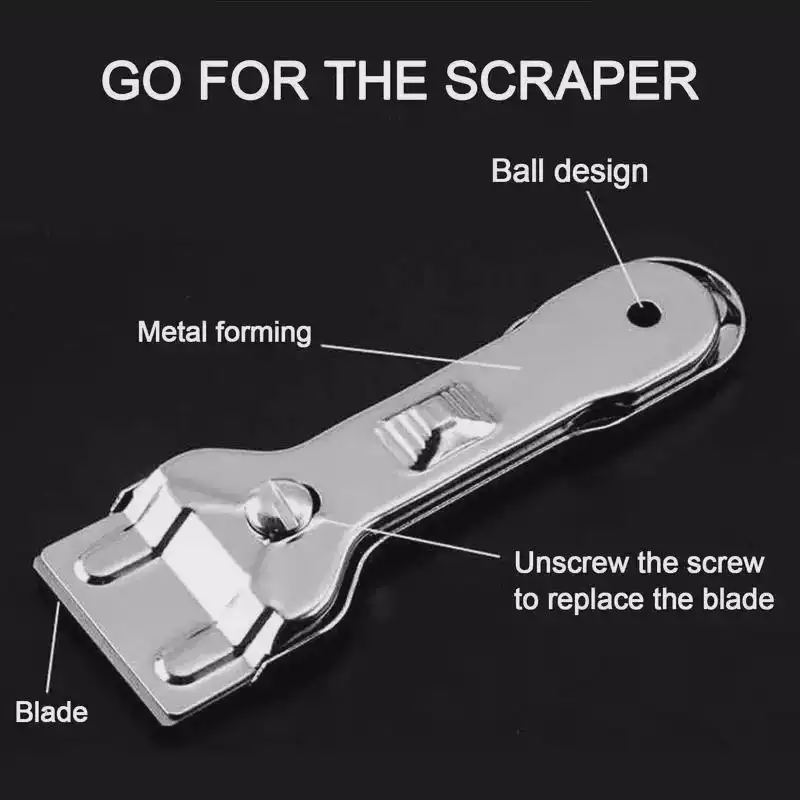 GO FOR THE SCRAPER
Ball design
Metal forming
Unscrew the screw
to replace the blade
Blade